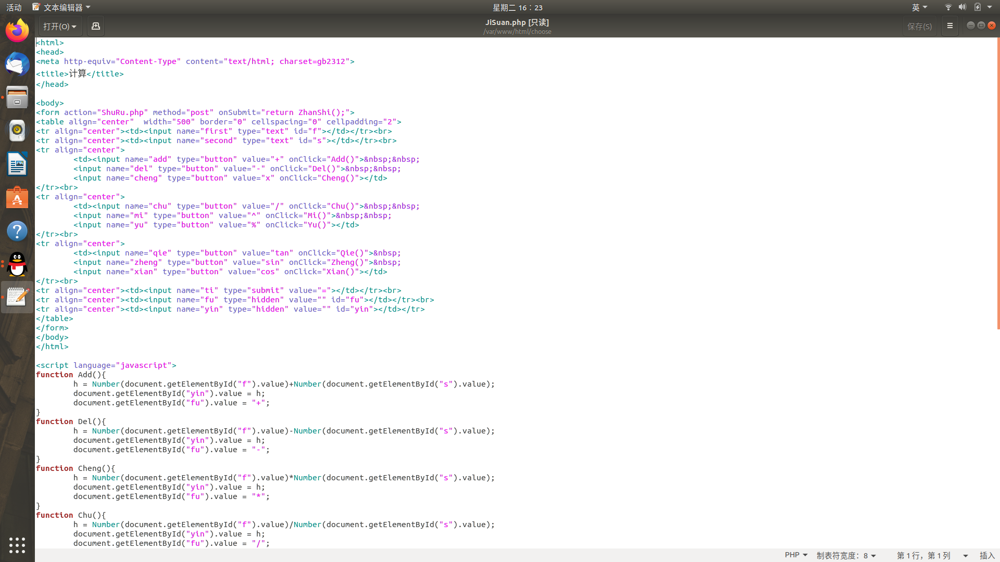 活动 文本编辑器 星期二 16：23 英
打开(O) JiSuan.php [只读] 保存(S)
/var/www/html/choose
<html>
<head>
<meta http-equiv="Content-Type" content="text/html; charset=gb2312">
<title>计算</title>
</head>

<body>
<form action="ShuRu.php" method="post" onSubmit="return ZhanShi();">
<table align="center"  width="500" border="0" cellspacing="0" cellpadding="2">
<tr align="center"><td><input name="first" type="text" id="f"></td></tr><br>
<tr align="center"><td><input name="second" type="text" id="s"></td></tr><br>
<tr align="center">
        <td><input name="add" type="button" value="+" onClick="Add()">&nbsp;&nbsp;
        <input name="del" type="button" value="-" onClick="Del()">&nbsp;&nbsp;
        <input name="cheng" type="button" value="x" onClick="Cheng()"></td>
</tr><br>
<tr align="center">
        <td><input name="chu" type="button" value="/" onClick="Chu()">&nbsp;&nbsp;
        <input name="mi" type="button" value="^" onClick="Mi()">&nbsp;&nbsp;
        <input name="yu" type="button" value="%" onClick="Yu()"></td>
</tr><br>
<tr align="center">
        <td><input name="qie" type="button" value="tan" onClick="Qie()">&nbsp;
        <input name="zheng" type="button" value="sin" onClick="Zheng()">&nbsp;
        <input name="xian" type="button" value="cos" onClick="Xian()"></td>
</tr><br>
<tr align="center"><td><input name="ti" type="submit" value="="></td></tr><br>
<tr align="center"><td><input name="fu" type="hidden" value="" id="fu"></td></tr><br>
<tr align="center"><td><input name="yin" type="hidden" value="" id="yin"></td></tr>
</table>
</form>
</body>
</html>

<script language="javascript">
function Add(){
        h = Number(document.getElementById("f").value)+Number(document.getElementById("s").value);
        document.getElementById("yin").value = h;
        document.getElementById("fu").value = "+";
}
function Del(){
        h = Number(document.getElementById("f").value)-Number(document.getElementById("s").value);
        document.getElementById("yin").value = h;
        document.getElementById("fu").value = "-";
}
function Cheng(){
        h = Number(document.getElementById("f").value)*Number(document.getElementById("s").value);
        document.getElementById("yin").value = h;
        document.getElementById("fu").value = "*";
}
function Chu(){
        h = Number(document.getElementById("f").value)/Number(document.getElementById("s").value);
        document.getElementById("yin").value = h;
        document.getElementById("fu").value = "/";
PHP 制表符宽度：8 第 1 行，第 1 列 插入